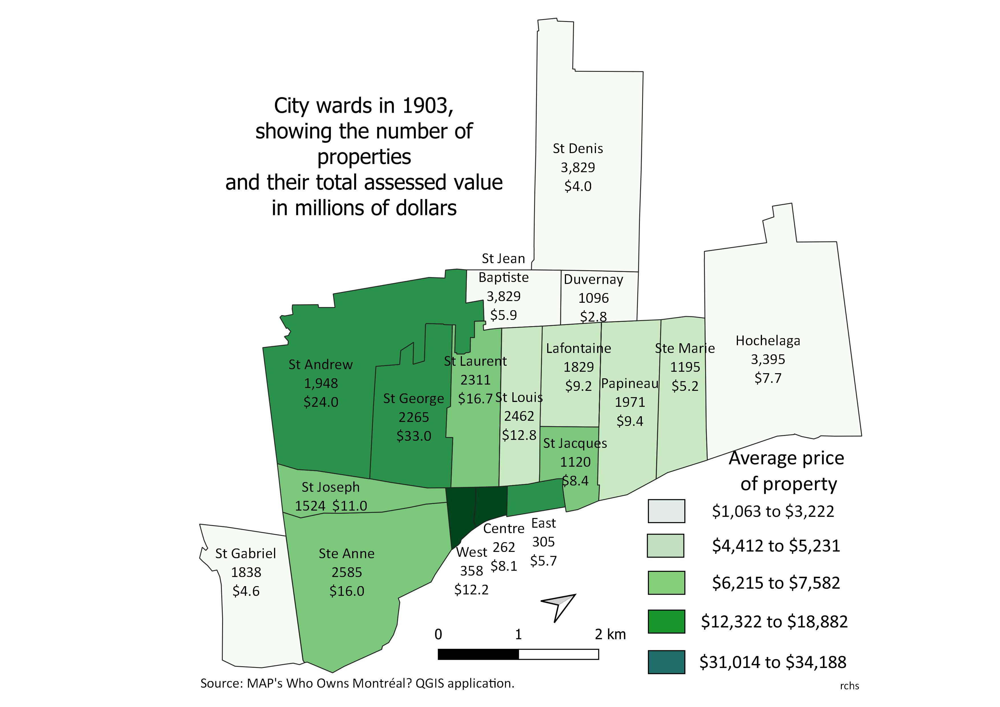 City wards in 1903,
showing the number of
properties
and their total assessed value
in millions of dollars
St Denis
3,829
$4.0
St Jean
Baptiste
3,829
$5.9
Duvernay
1096
$2.8
Hochelaga
3,395
$7.7
St Andrew
1,948
$24.0
St George
2265
$33.0
St Laurent
2311
$16.7
St Louis
2462
$12.8
Lafontaine
1829
$9.2
Papineau
1971
$9.4
Ste Marie
1195
$5.2
St Jacques
1120
$8.4
St Joseph
1524 $11.0
St Gabriel
1838
$4.6
Ste Anne
2585
$16.0
West
358
$12.2
Centre
262
$8.1
East
305
$5.7
Average price
of property
$1,063 to $3,222
$4,412 to $5,231
$6,215 to $7,582
$12,322 to $18,882
$31,014 to $34,188
0 1 2 km
Source: MAP's Who Owns Montréal? QGIS application.
rchs